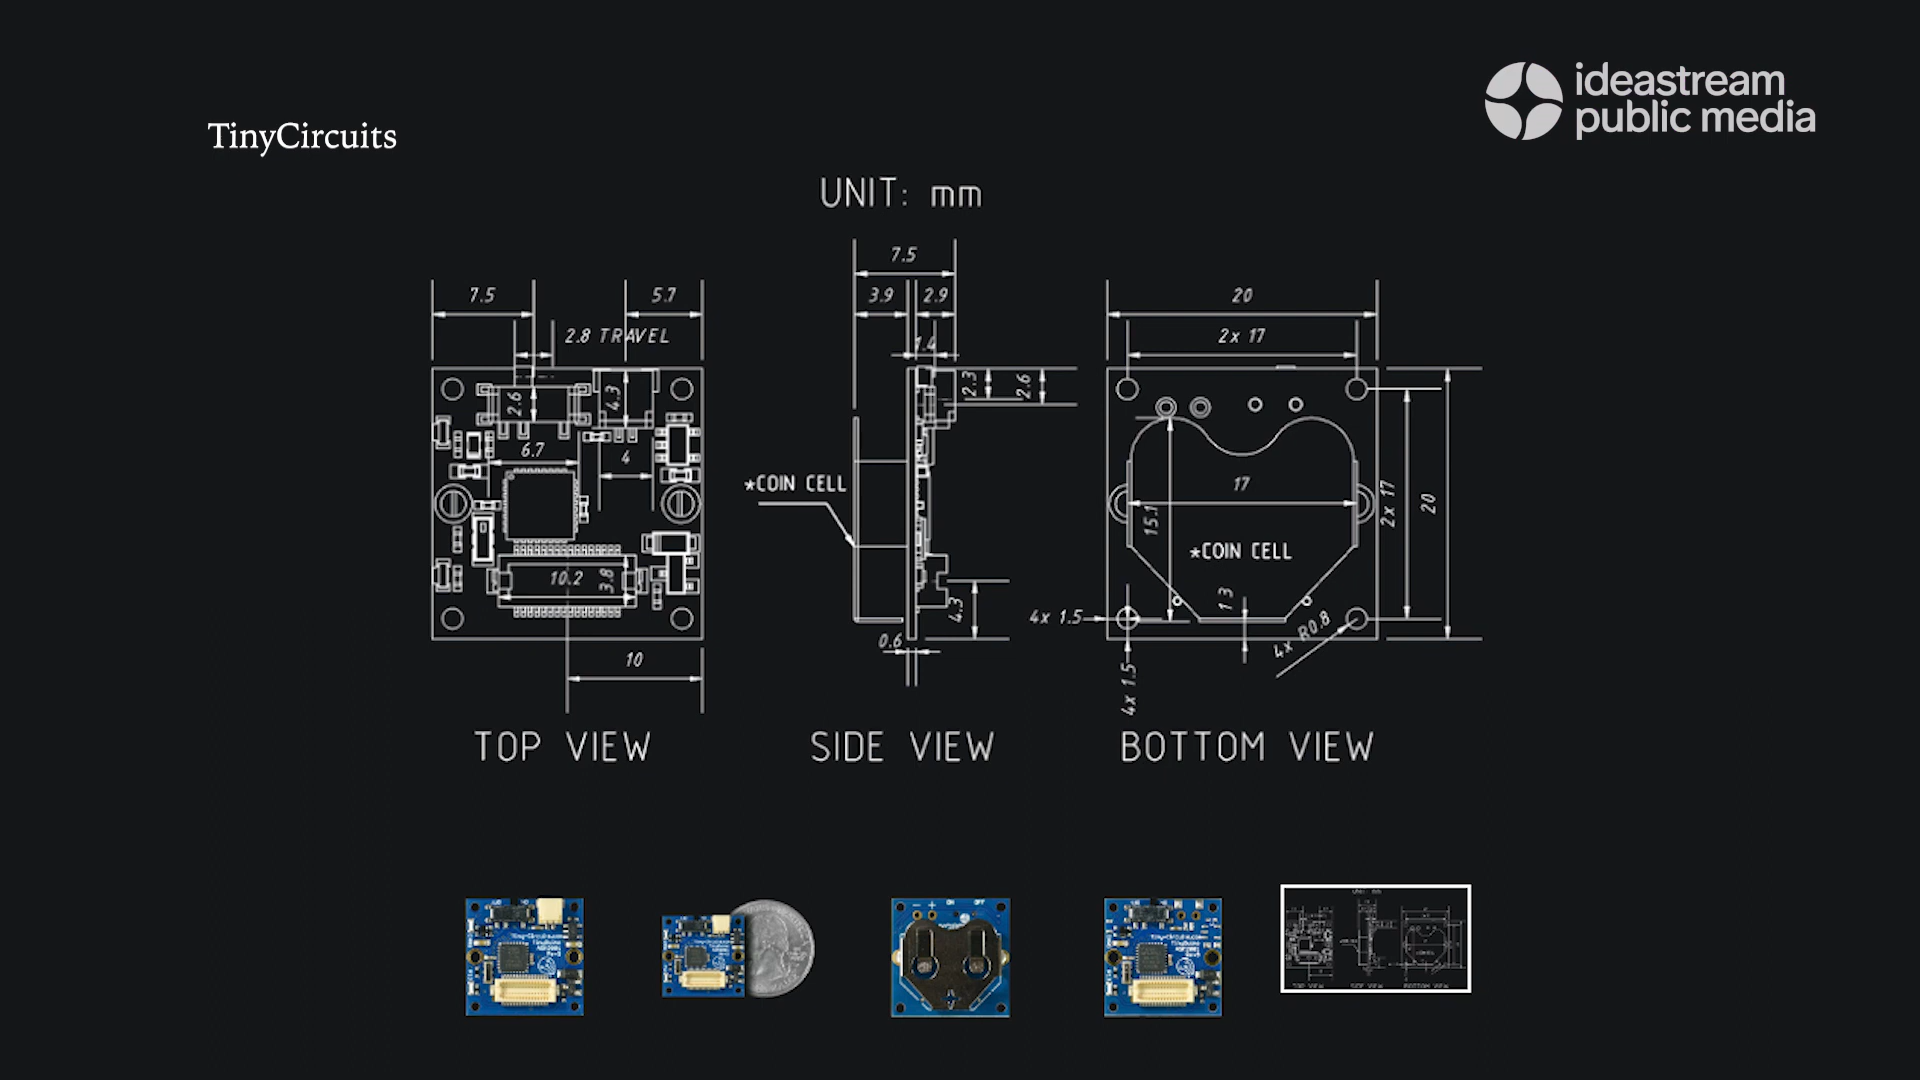 ideastream
public media
TinyCircuits
UNIT: mm
7.5
7.5
5.7
3.9
2.9
20
2.8 TRAVEL
1.4
2x 17
2.6
4.3
2.3
2.6
6.7
4
*COIN CELL
17
2x 17
20
15.1
*COIN CELL
10.2
3.8
4.3
4x 1.5
1.3
4x R0.8
0.6
10
4x 1.5
TOP VIEW
SIDE VIEW
BOTTOM VIEW